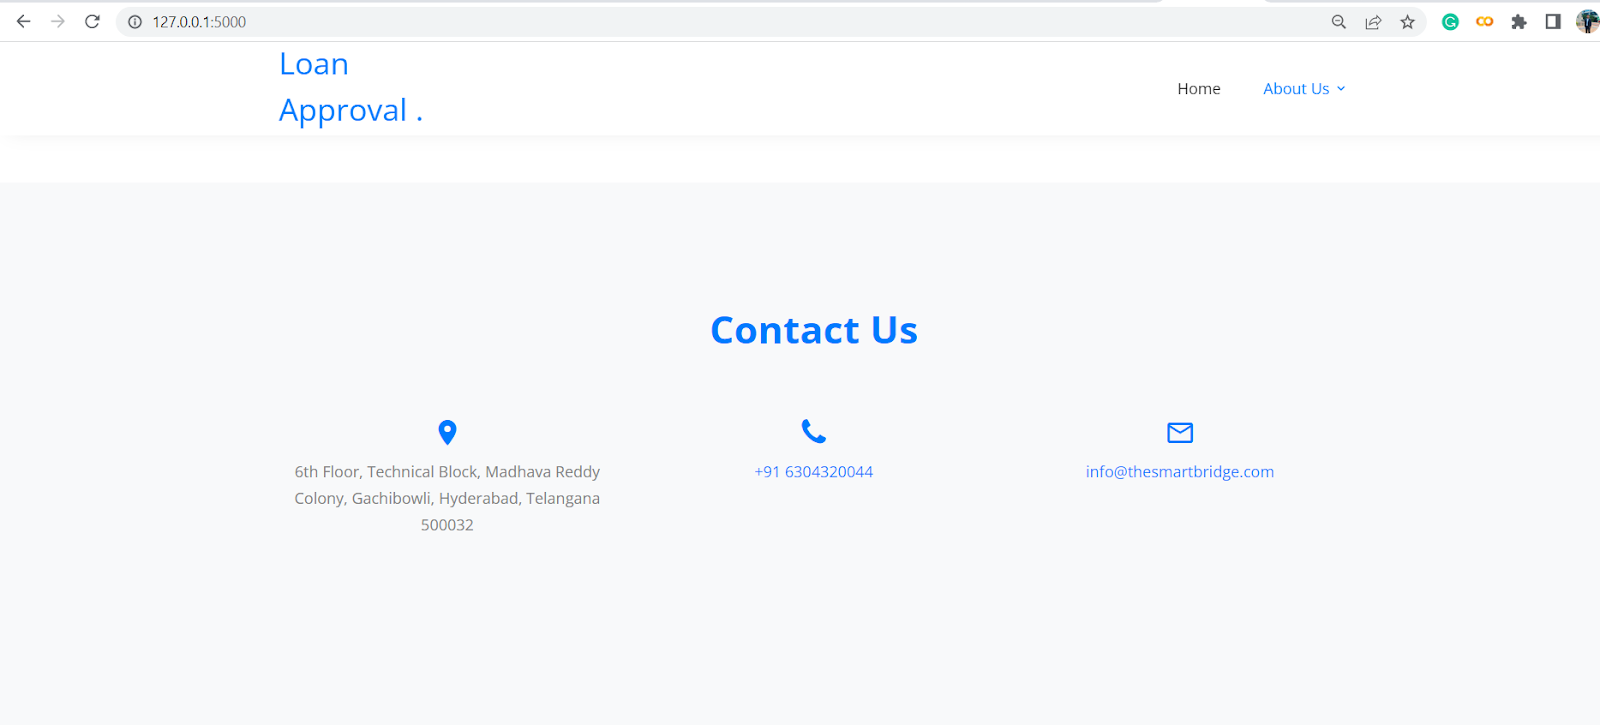 127.0.0.1:5000
Loan
Approval .
Home
About Us
Contact Us
6th Floor, Technical Block, Madhava Reddy
Colony, Gachibowli, Hyderabad, Telangana
500032
+91 6304320044
info@thesmartbridge.com